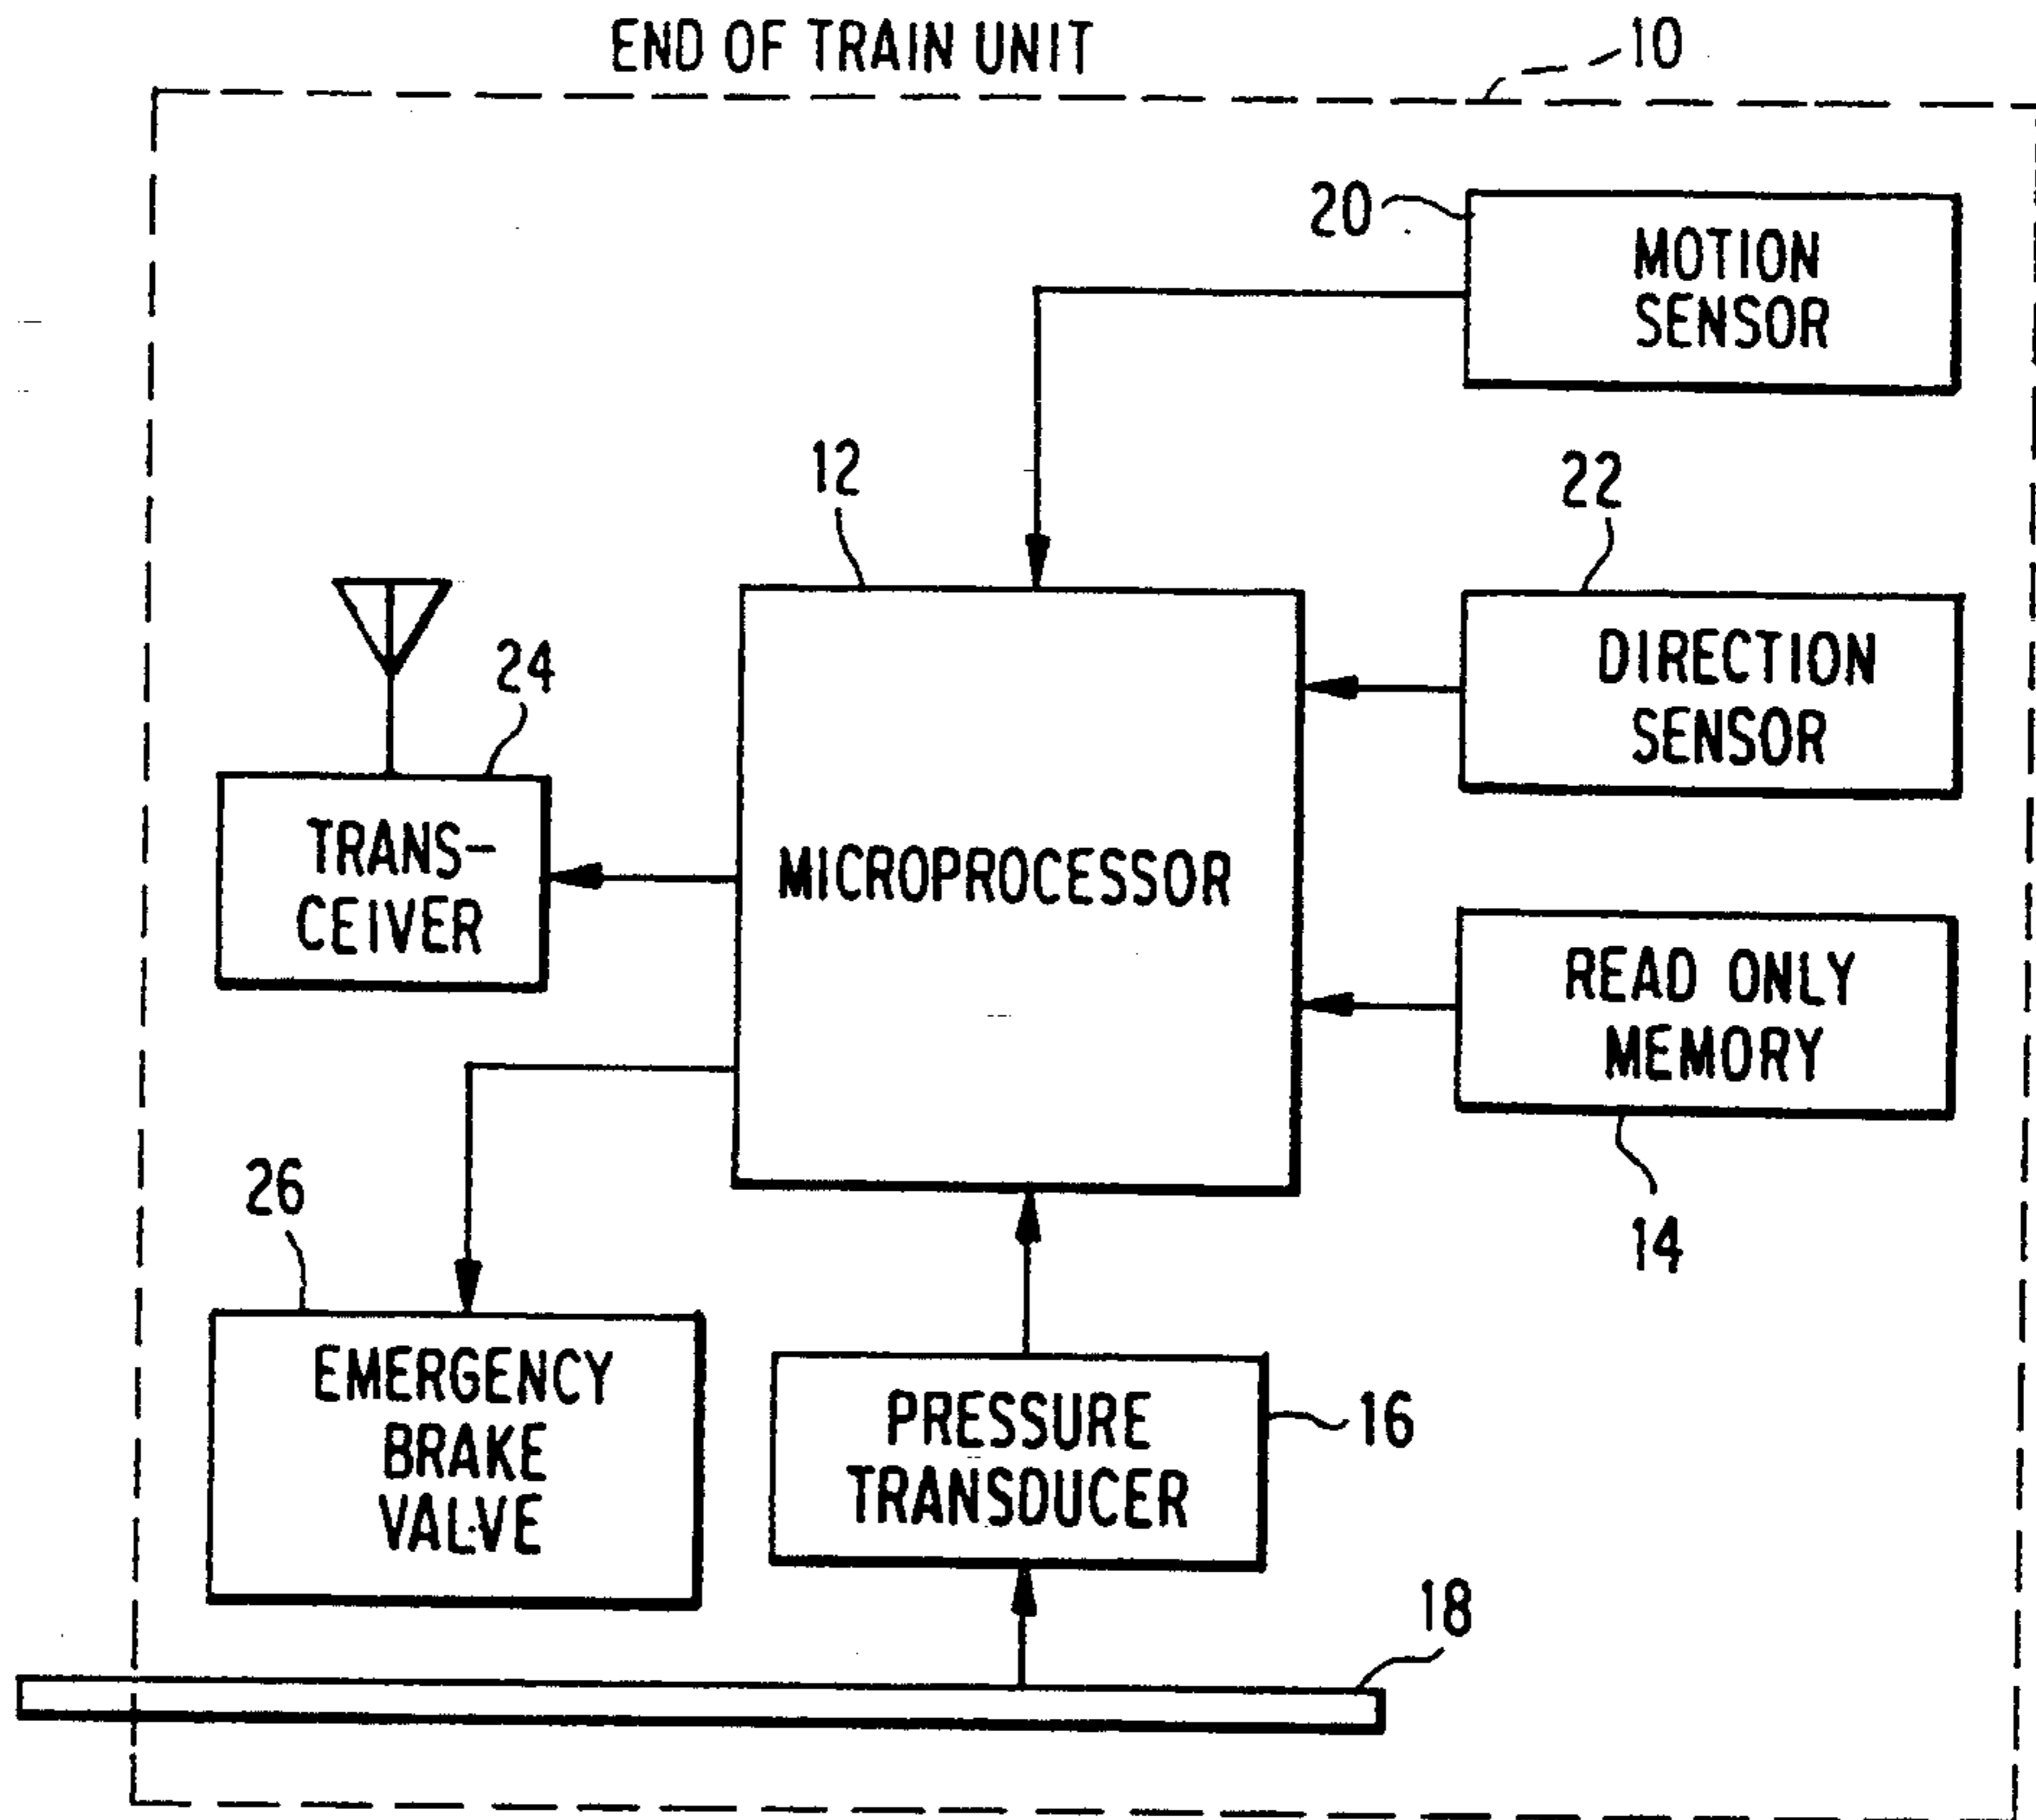 END OF TRAIN UNIT
10
20
MOTION
SENSOR
12
22
DIRECTION
SENSOR
24
TRANS-
CEIVER
MICROPROCESSOR
READ ONLY
MEMORY
14
26
EMERGENCY
BRAKE
VALVE
PRESSURE
TRANSDUCER
16
18